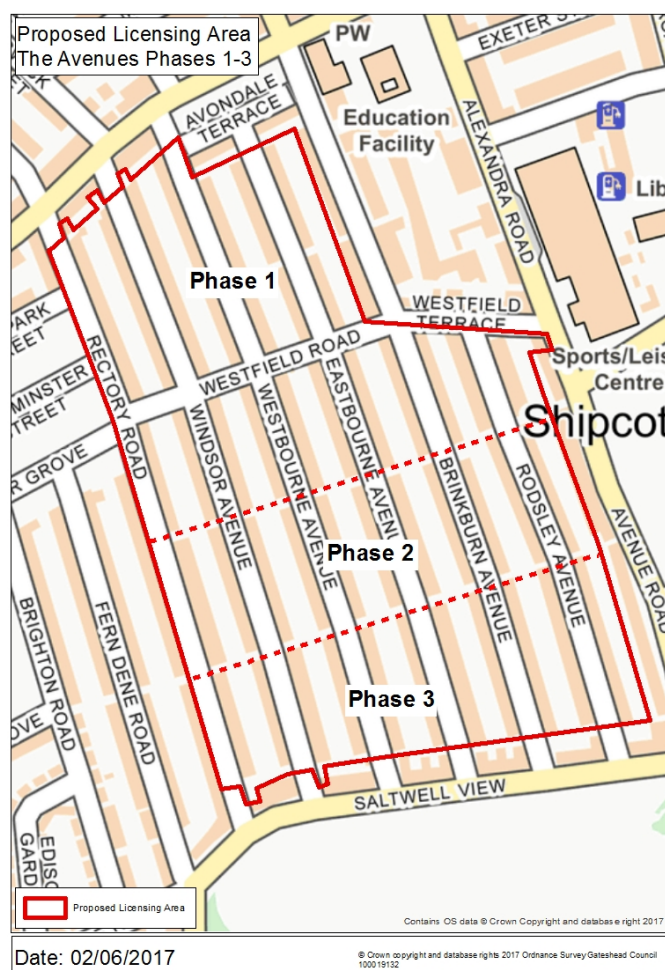 Proposed Licensing Area
The Avenues Phases 1-3
PW
EXETER ST
AVONDALE
TERRACE
Education
Facility
ALEXANDRA ROAD
Lib
Phase 1
WESTFIELD
TERRACE
PARK
STREET
RECTORY ROAD
WESTFIELD ROAD
Sports/Leis
Centre
MINSTER
STREET
Shipcot
WINDSOR AVENUE
WESTBOURNE AVENUE
EASTBOURNE AVENUE
BRINKBURN AVENUE
RODSLEY AVENUE
AVENUE ROAD
R GROVE
Phase 2
BRIGHTON ROAD
FERN DENE ROAD
Phase 3
OVE
SALTWELL VIEW
EDISO
GARD
Proposed Licensing Area
Contains OS data © Crown Copyright and database right 2017
Date: 02/06/2017
© Crown copyright and database rights 2017 Ordnance Survey Gateshead Council
100019132